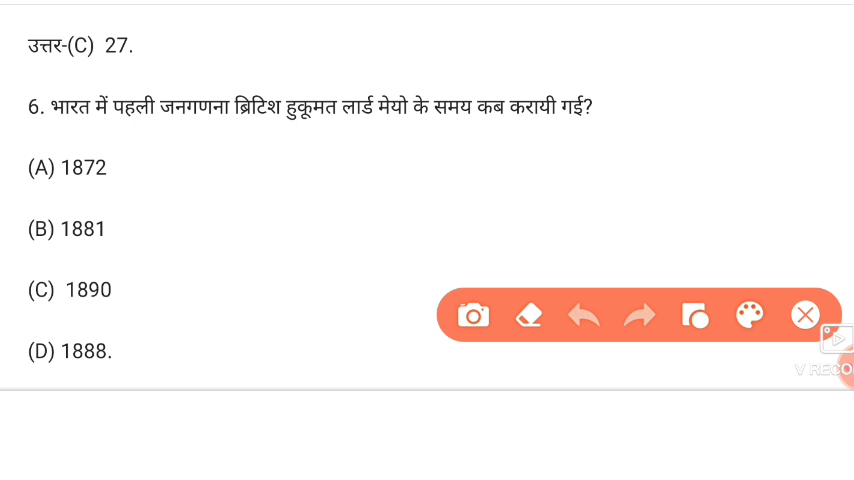 उत्तर-(C) 27.
6. भारत में पहली जनगणना ब्रिटिश हुकूमत लार्ड मेयो के समय कब करायी गई?
(A) 1872
(B) 1881
(C) 1890
(D) 1888.
V RECO